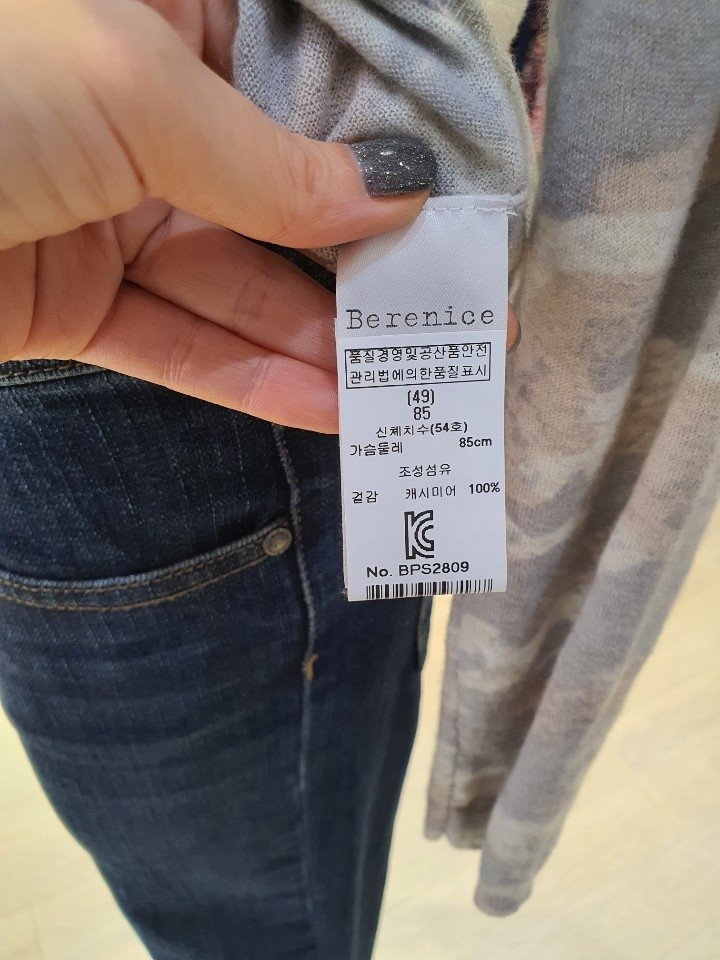 Berenice
품질경영및공산품안전
관리법에의한품질표시
(49)
85
신체치수(54호)
가슴둘레 85cm
조성섬유
겉감 캐시미어 100%
KC
No. BPS2809